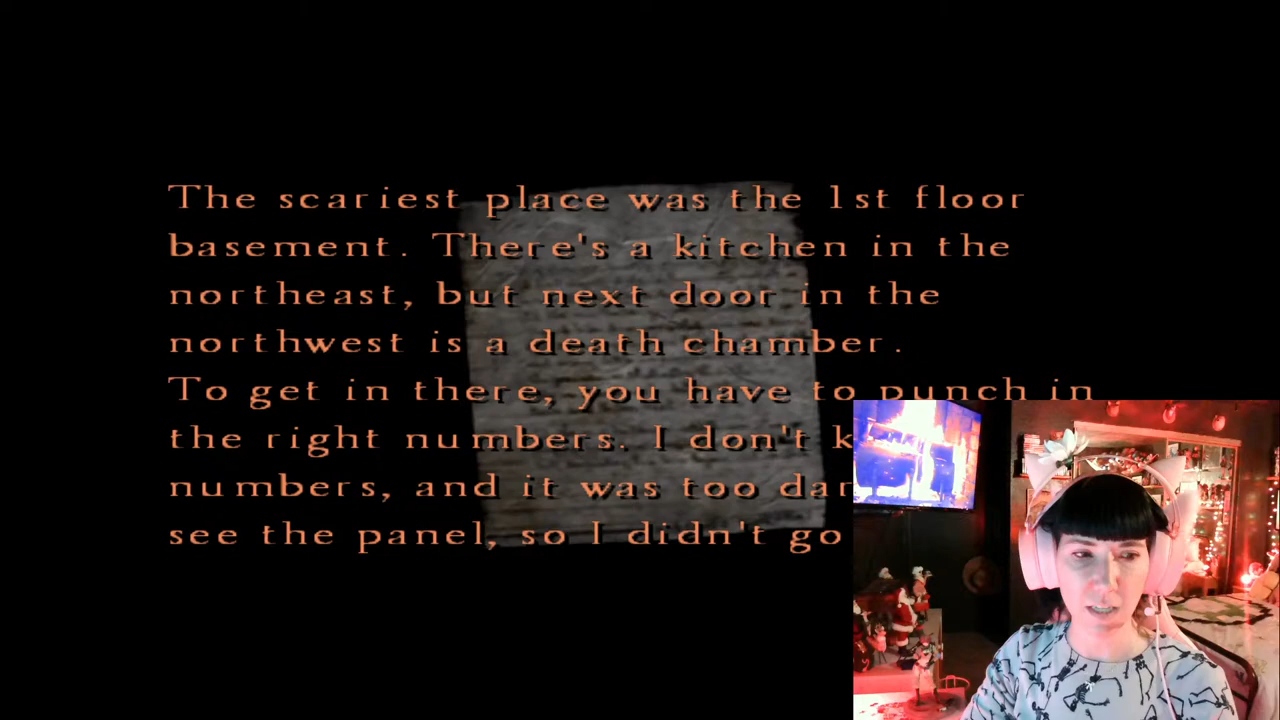 The scariest place was the 1st floor
basement. There's a kitchen in the
northeast, but next door in the
northwest is a death chamber.
To get in there, you have to punch in
the right numbers. I don't
numbers, and it was too
see the panel, so I didn't go